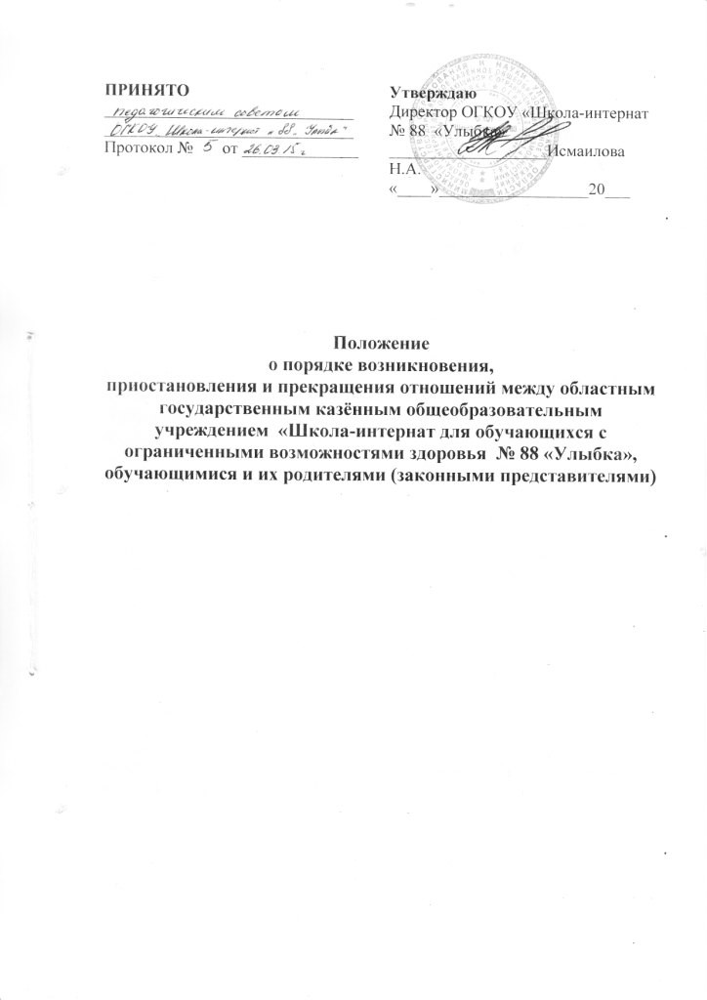 ПРИНЯТО
педагогическим советом
ОГКОУ Школа-интернат № 88 „Улыбка"
Протокол № 5 от 26.03 15 г
Утверждаю
Директор ОГКОУ «Школа-интернат
№ 88 «Улыбка»
____________________Исмаилова
Н.А.
«____»__________________20___
Положение
о порядке возникновения,
приостановления и прекращения отношений между областным
государственным казённым общеобразовательным
учреждением «Школа-интернат для обучающихся с
ограниченными возможностями здоровья № 88 «Улыбка»,
обучающимися и их родителями (законными представителями)